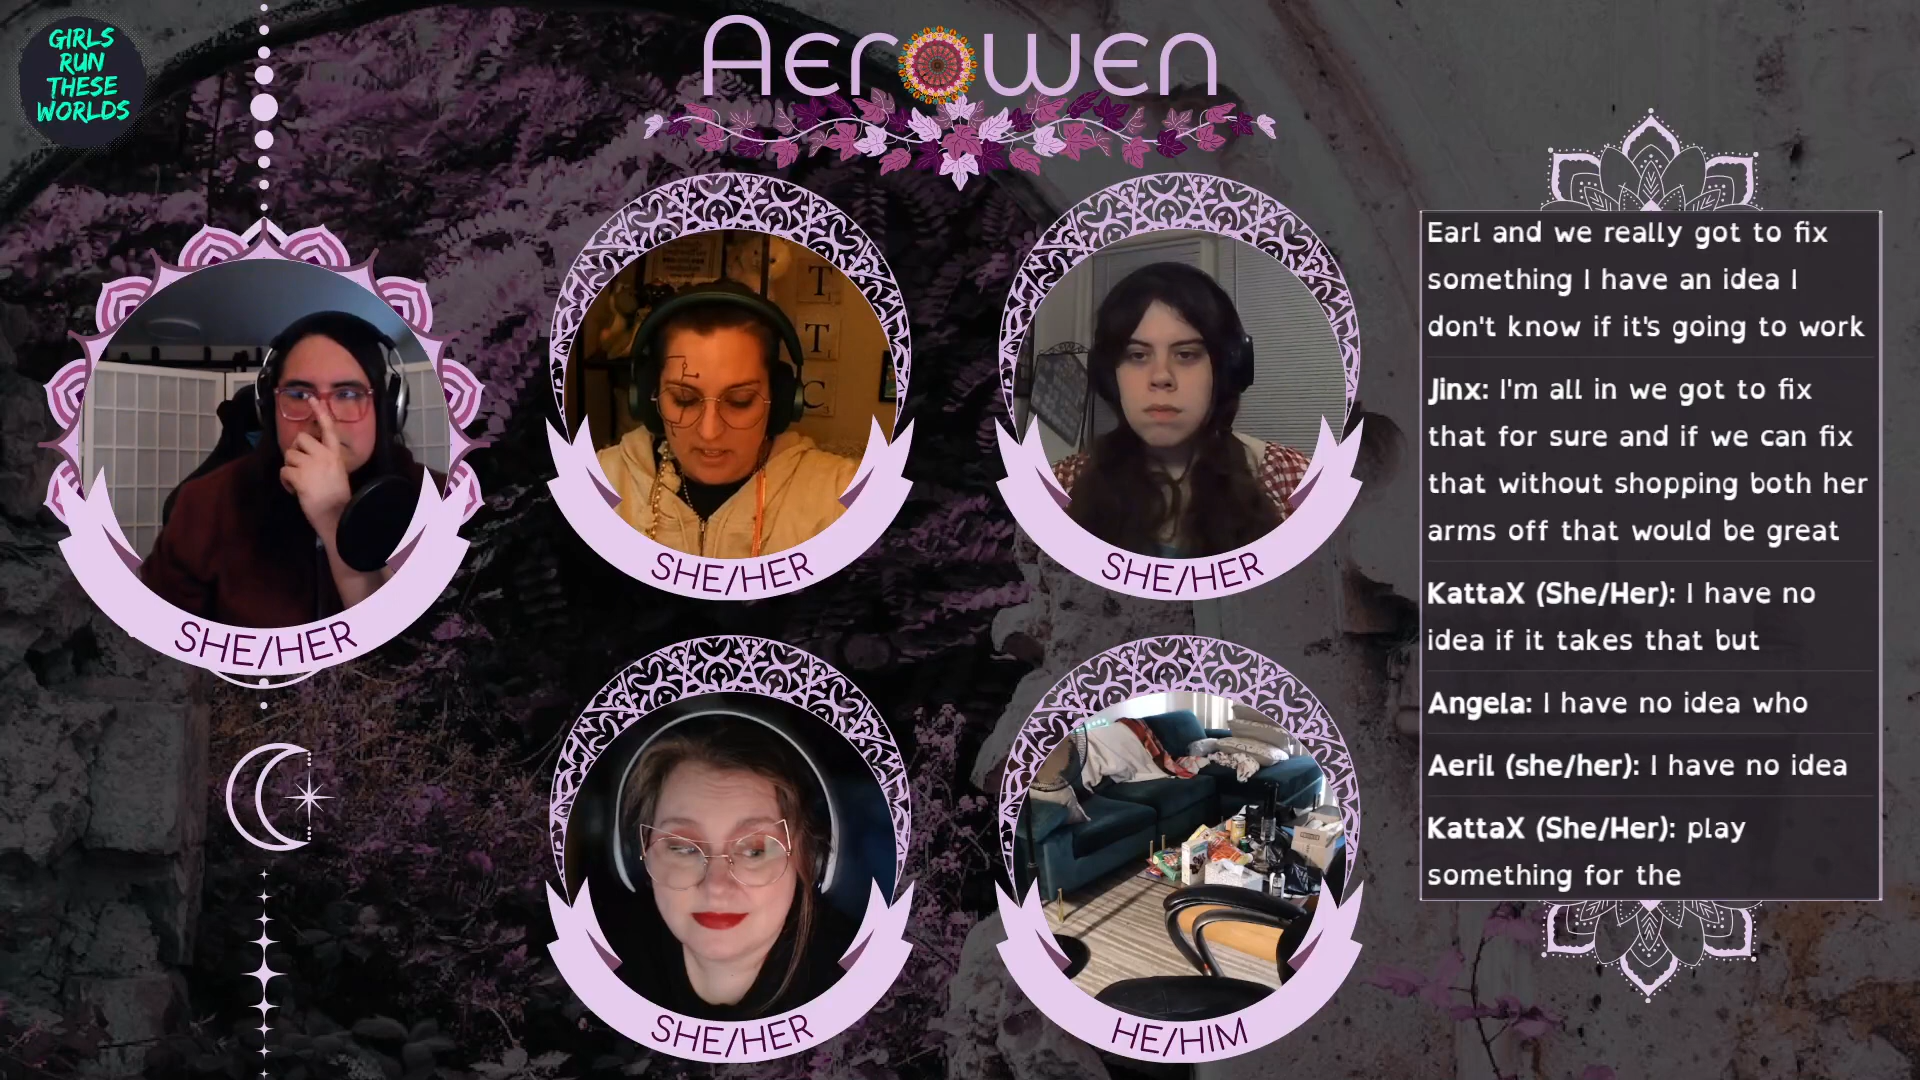 GIRLS
RUN
THESE
WORLDS
AEROWEN
T
T
C
SHE/HER
SHE/HER
SHE/HER
SHE/HER
HE/HIM
Earl and we really got to fix
something I have an idea I
don't know if it's going to work
Jinx: I'm all in we got to fix
that for sure and if we can fix
that without shopping both her
arms off that would be great
KattaX (She/Her): I have no
idea if it takes that but
Angela: I have no idea who
Aeril (she/her): I have no idea
KattaX (She/Her): play
something for the